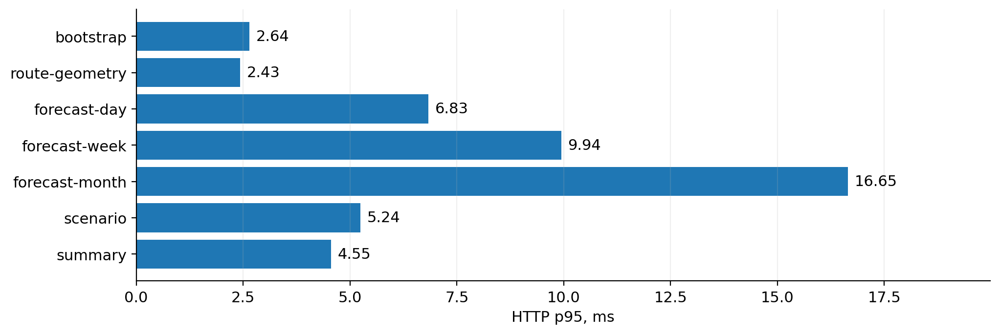 bootstrap 2.64
route-geometry 2.43
forecast-day 6.83
forecast-week 9.94
forecast-month 16.65
scenario 5.24
summary 4.55
0.0 2.5 5.0 7.5 10.0 12.5 15.0 17.5
HTTP p95, ms